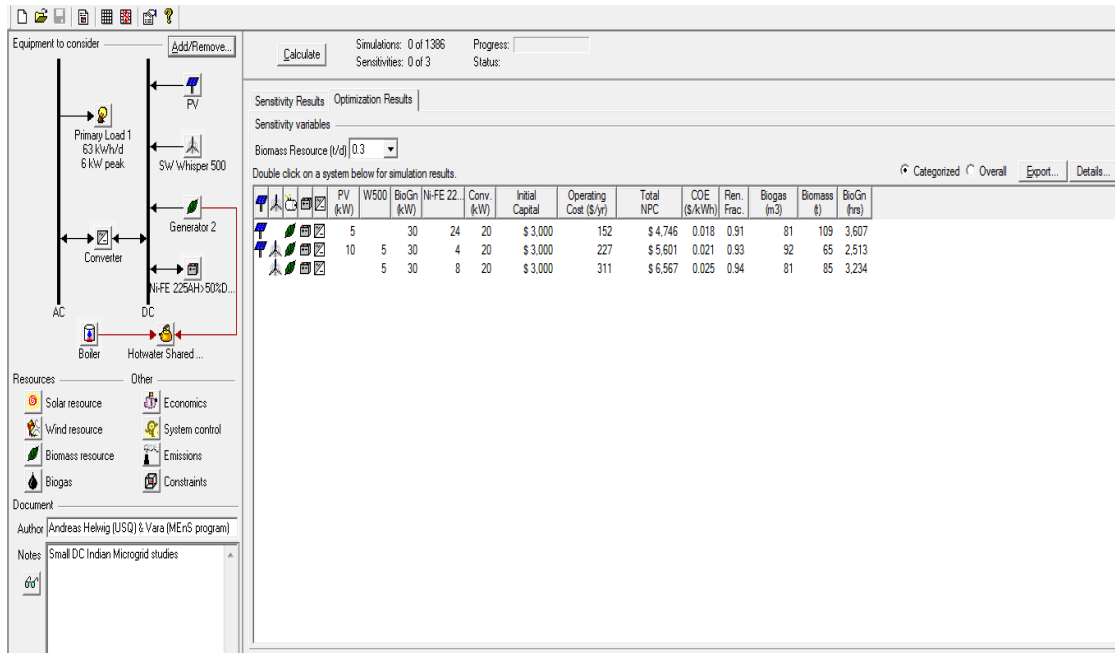 Equipment to consider Add/Remove...
Calculate
Simulations: 0 of 1386 Progress:
Sensitivities: 0 of 3 Status:
PV
Primary Load 1
63 kWh/d
6 kW peak
SW Whisper 500
Generator 2
Converter
Ni-FE 225AH>50%D...
AC DC
Boiler Hotwater Shared ...
Resources Other
Solar resource Economics
Wind resource System control
Biomass resource Emissions
Biogas Constraints
Document
Author Andreas Helwig (USQ) & Vara (MEnS program)
Notes Small DC Indian Microgrid studies
Sensitivity Results Optimization Results
Sensitivity variables
Biomass Resource (t/d) 0.3
Double click on a system below for simulation results. Categorized Overall Export... Details...
PV W500 BioGn Ni-FE 22... Conv. Initial Operating Total COE Ren. Biogas Biomass BioGn
(kW) (kW) (kW) Capital Cost ($/yr) NPC ($/kWh) Frac. (m3) (t) (hrs)
5 30 24 20 $ 3,000 152 $ 4,746 0.018 0.91 81 109 3,607
10 5 30 4 20 $ 3,000 227 $ 5,601 0.021 0.93 92 65 2,513
5 30 8 20 $ 3,000 311 $ 6,567 0.025 0.94 81 85 3,234